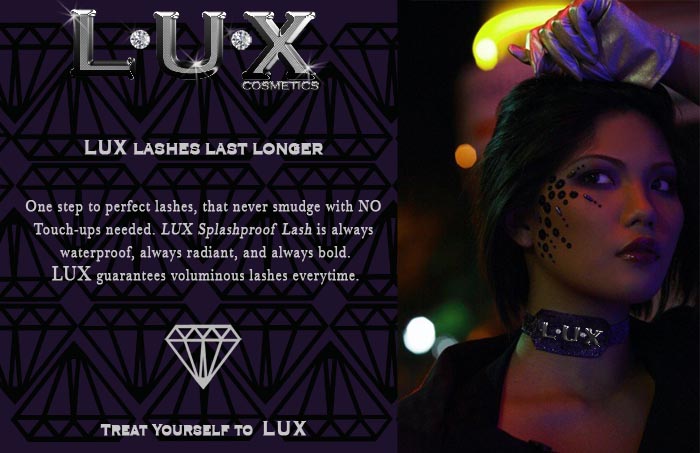 L·U·X
COSMETICS
LUX LASHES LAST LONGER
One step to perfect lashes, that never smudge with NO
Touch-ups needed. LUX Splashproof Lash is always
waterproof, always radiant, and always bold.
LUX guarantees voluminous lashes everytime.
TREAT YOURSELF TO LUX
L·U·X